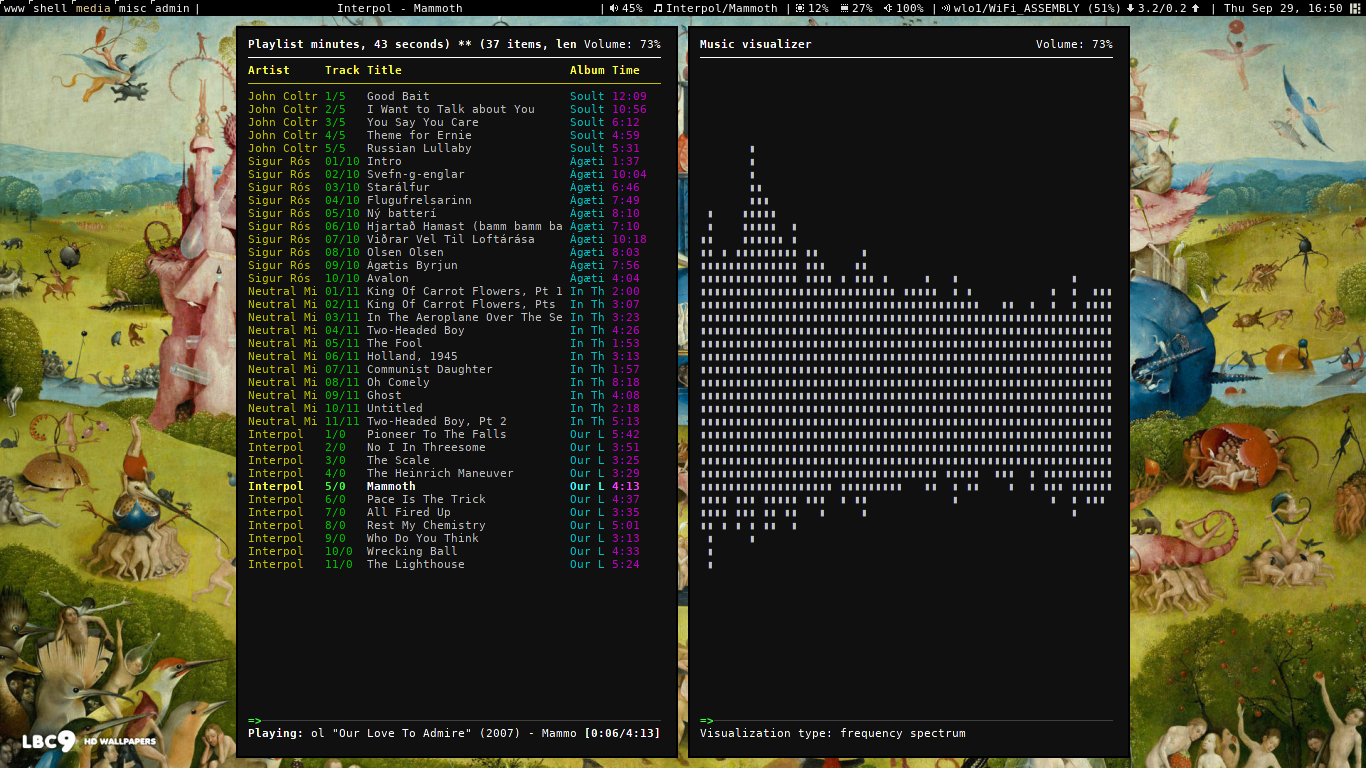 www shell media misc admin | Interpol - Mammoth | 45% Interpol/Mammoth | 12% 27% 100% | wlo1/WiFi_ASSEMBLY (51%) 3.2/0.2 | Thu Sep 29, 16:50
Playlist minutes, 43 seconds) ** (37 items, len Volume: 73%
Artist Track Title Album Time
John Coltr 1/5 Good Bait Soult 12:09
John Coltr 2/5 I Want to Talk about You Soult 10:56
John Coltr 3/5 You Say You Care Soult 6:12
John Coltr 4/5 Theme for Ernie Soult 4:59
John Coltr 5/5 Russian Lullaby Soult 5:31
Sigur Rós 01/10 Intro Ágæti 1:37
Sigur Rós 02/10 Svefn-g-englar Ágæti 10:04
Sigur Rós 03/10 Starálfur Ágæti 6:46
Sigur Rós 04/10 Flugufrelsarinn Ágæti 7:49
Sigur Rós 05/10 Ný batterí Ágæti 8:10
Sigur Rós 06/10 Hjartað Hamast (bamm bamm ba Ágæti 7:10
Sigur Rós 07/10 Viðrar Vel Til Loftárása Ágæti 10:18
Sigur Rós 08/10 Olsen Olsen Ágæti 8:03
Sigur Rós 09/10 Ágætis Byrjun Ágæti 7:56
Sigur Rós 10/10 Avalon Ágæti 4:04
Neutral Mi 01/11 King Of Carrot Flowers, Pt 1 In Th 2:00
Neutral Mi 02/11 King Of Carrot Flowers, Pts In Th 3:07
Neutral Mi 03/11 In The Aeroplane Over The Se In Th 3:23
Neutral Mi 04/11 Two-Headed Boy In Th 4:26
Neutral Mi 05/11 The Fool In Th 1:53
Neutral Mi 06/11 Holland, 1945 In Th 3:13
Neutral Mi 07/11 Communist Daughter In Th 1:57
Neutral Mi 08/11 Oh Comely In Th 8:18
Neutral Mi 09/11 Ghost In Th 4:08
Neutral Mi 10/11 Untitled In Th 2:18
Neutral Mi 11/11 Two-Headed Boy, Pt 2 In Th 5:13
Interpol 1/0 Pioneer To The Falls Our L 5:42
Interpol 2/0 No I In Threesome Our L 3:51
Interpol 3/0 The Scale Our L 3:25
Interpol 4/0 The Heinrich Maneuver Our L 3:29
Interpol 5/0 Mammoth Our L 4:13
Interpol 6/0 Pace Is The Trick Our L 4:37
Interpol 7/0 All Fired Up Our L 3:35
Interpol 8/0 Rest My Chemistry Our L 5:01
Interpol 9/0 Who Do You Think Our L 3:13
Interpol 10/0 Wrecking Ball Our L 4:33
Interpol 11/0 The Lighthouse Our L 5:24
=>
Playing: ol "Our Love To Admire" (2007) - Mammo [0:06/4:13]
Music visualizer Volume: 73%
=>
Visualization type: frequency spectrum
LBC9 HD WALLPAPERS